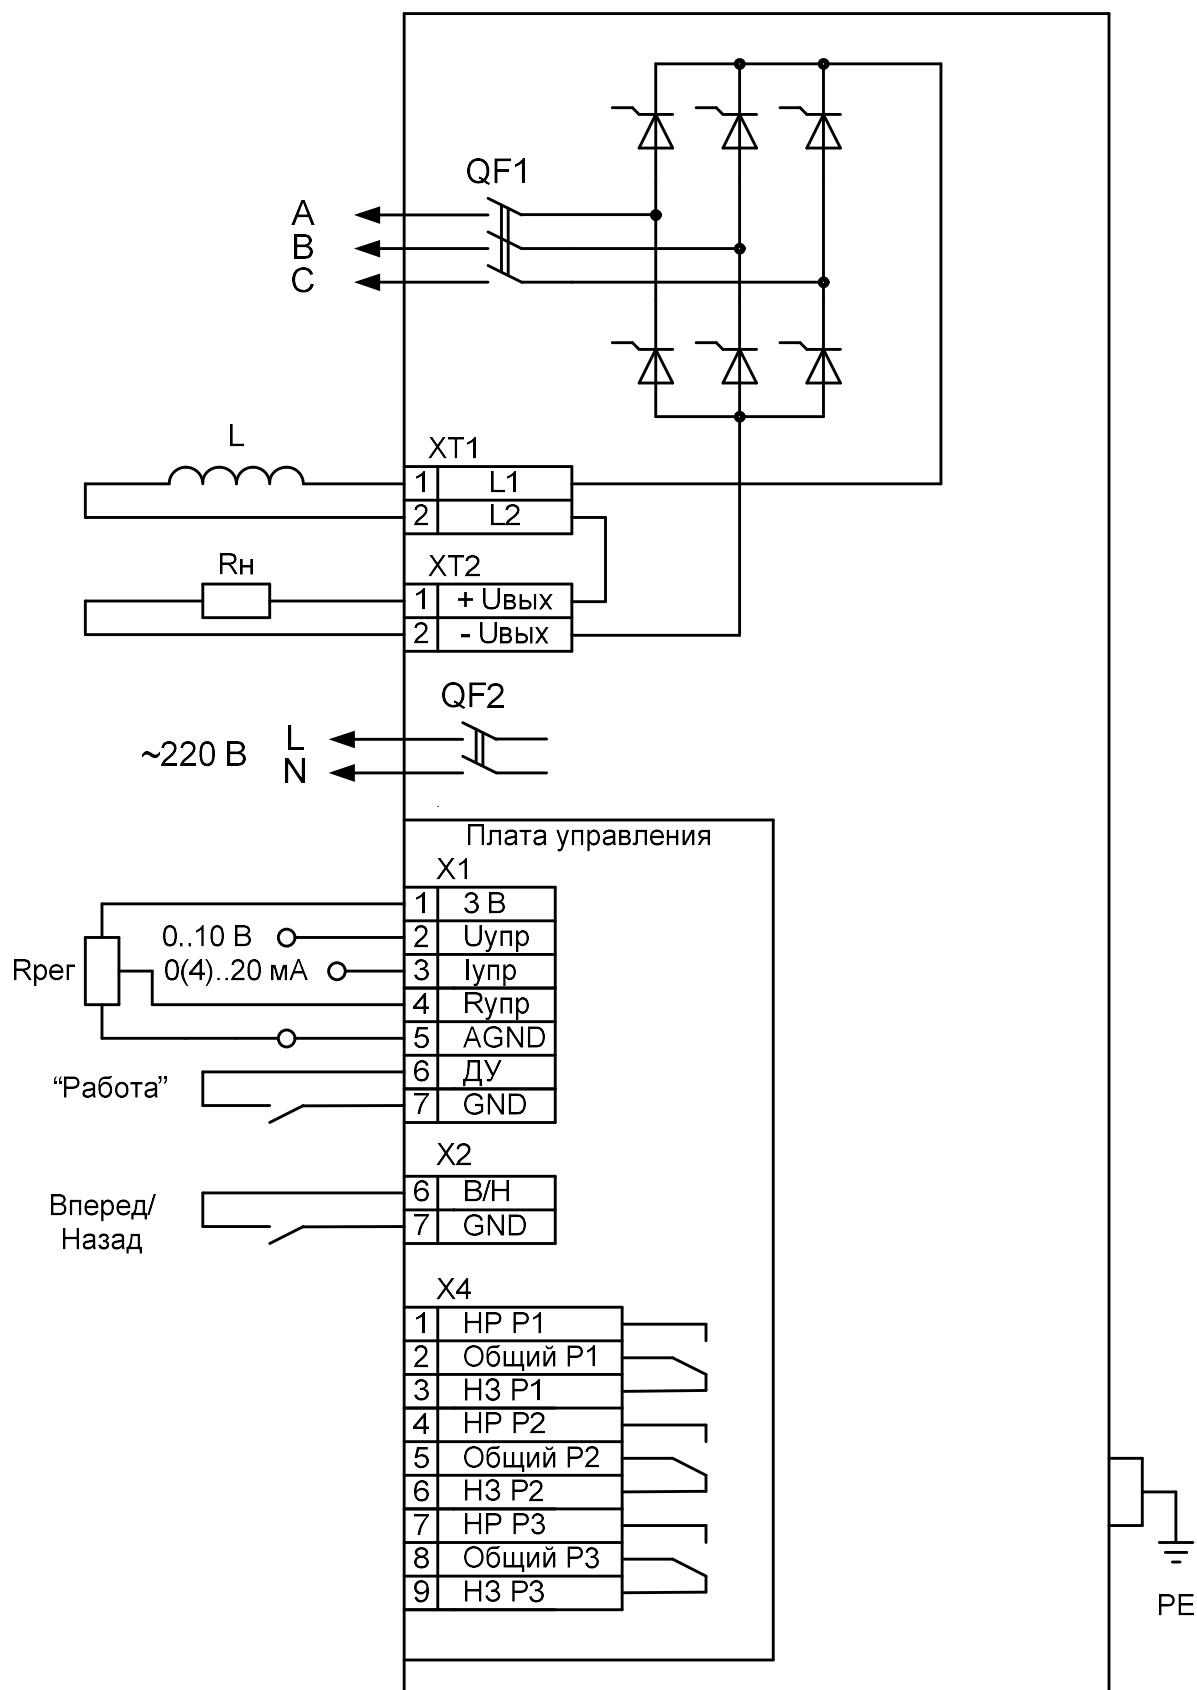 QF1
A
B
C
L
XT1
1 L1
2 L2
Rн
XT2
1 + Uвых
2 - Uвых
QF2
~220 В
L
N
Плата управления
X1
1 3 В
0..10 В 2 Uупр
Rрег 0(4)..20 мА 3 Iупр
4 Rупр
5 AGND
6 ДУ
“Работа”
7 GND
X2
6 В/Н
Вперед/
7 GND
Назад
X4
1 НР Р1
2 Общий Р1
3 НЗ Р1
4 НР Р2
5 Общий Р2
6 НЗ Р2
7 НР Р3
8 Общий Р3
9 НЗ Р3
PE